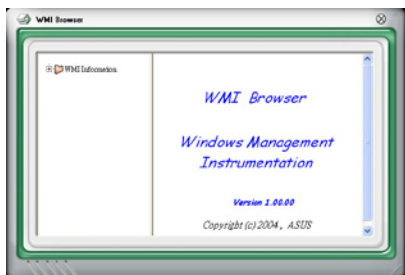 WMI Browser
WMI Information
WMI Browser
Windows Management
Instrumentation
Version 1.00.00
Copyright (c) 2004, ASUS